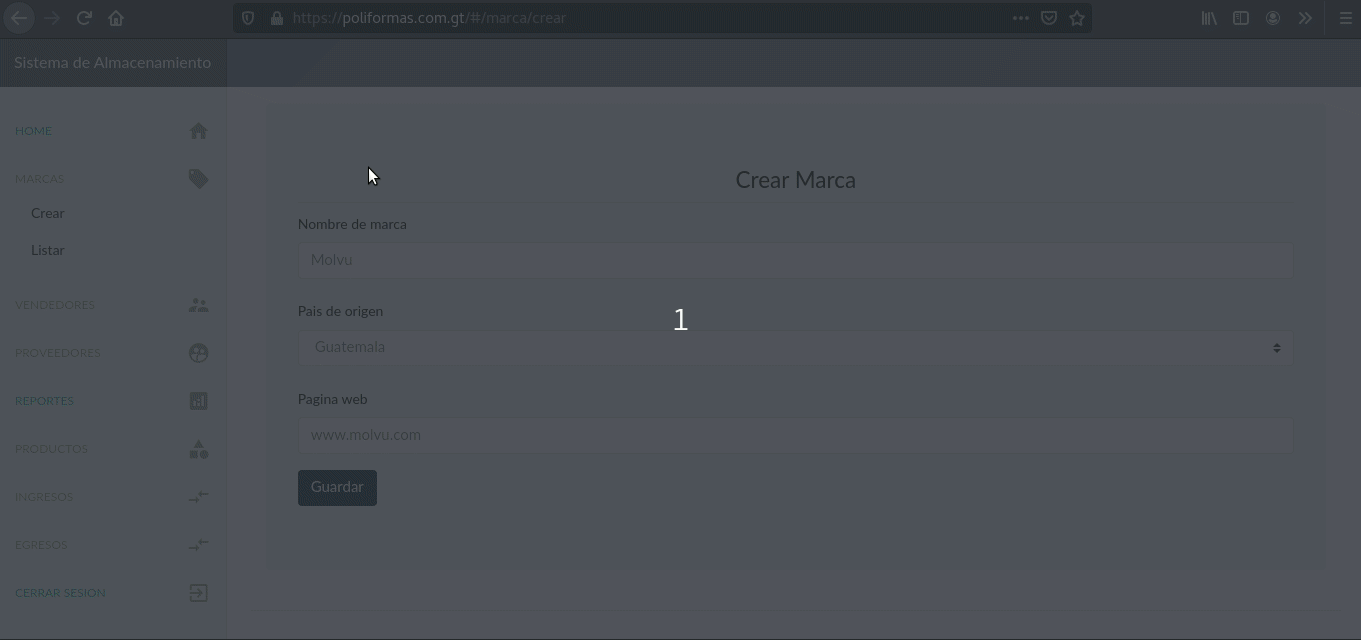 https://poliformas.com.gt/#/marca/crear
Sistema de Almacenamiento
HOME
MARCAS
Crear
Listar
VENDEDORES
PROVEEDORES
REPORTES
PRODUCTOS
INGRESOS
EGRESOS
CERRAR SESION
Crear Marca
Nombre de marca
Molvu
Pais de origen
1
Guatemala
Pagina web
www.molvu.com
Guardar